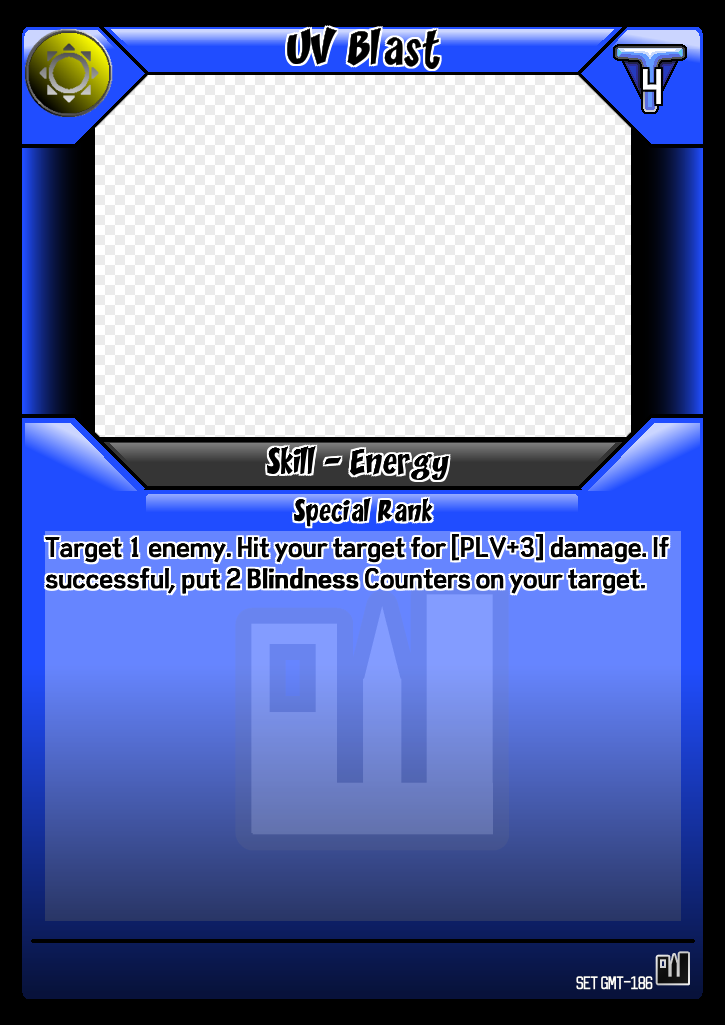 UV Blast
4
Skill - Energy
Special Rank
Target 1 enemy. Hit your target for [PLV+3] damage. If
successful, put 2 Blindness Counters on your target.
SET GMT-186